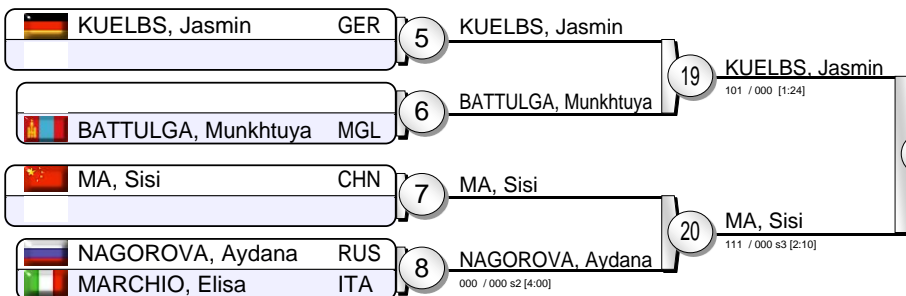 KUELBS, Jasmin GER
5
KUELBS, Jasmin
BATTULGA, Munkhtuya MGL
6
BATTULGA, Munkhtuya
19
KUELBS, Jasmin
101 / 000 [1:24]
MA, Sisi CHN
7
MA, Sisi
NAGOROVA, Aydana RUS
MARCHIO, Elisa ITA
8
NAGOROVA, Aydana
000 / 000 s2 [4:00]
20
MA, Sisi
111 / 000 s3 [2:10]